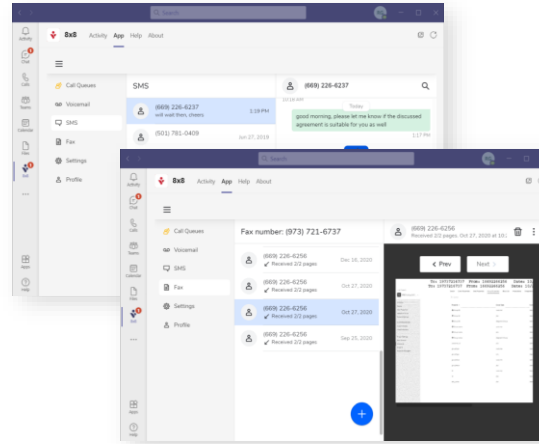 Search
Activity
8x8 Activity App Help About
Chat
Calls
Teams
Calendar
Files
8x8
Apps
Help
Call Queues
Voicemail
SMS
Fax
Settings
Profile
SMS
(669) 226-6237
will wait then, cheers
1:19 PM
(501) 781-0409
Jun 27, 2019
(669) 226-6237
10:18 AM
Today
good morning, please let me know if the discussed
agreement is suitable for you as well
1:17 PM
Search
Activity
8x8 Activity App Help About
Chat
Calls
Teams
Calendar
Files
8x8
Apps
Help
Call Queues
Voicemail
SMS
Fax
Settings
Profile
Fax number: (973) 721-6737
(669) 226-6256
Received 2/2 pages
Dec 16, 2020
(669) 226-6256
Received 2/2 pages
Oct 27, 2020
(669) 226-6256
Received 2/2 pages
Oct 27, 2020
(669) 226-6256
Received 2/2 pages
Sep 25, 2020
(669) 226-6256
Received 2/2 pages. Oct 27, 2020 at 10:
Prev
Next